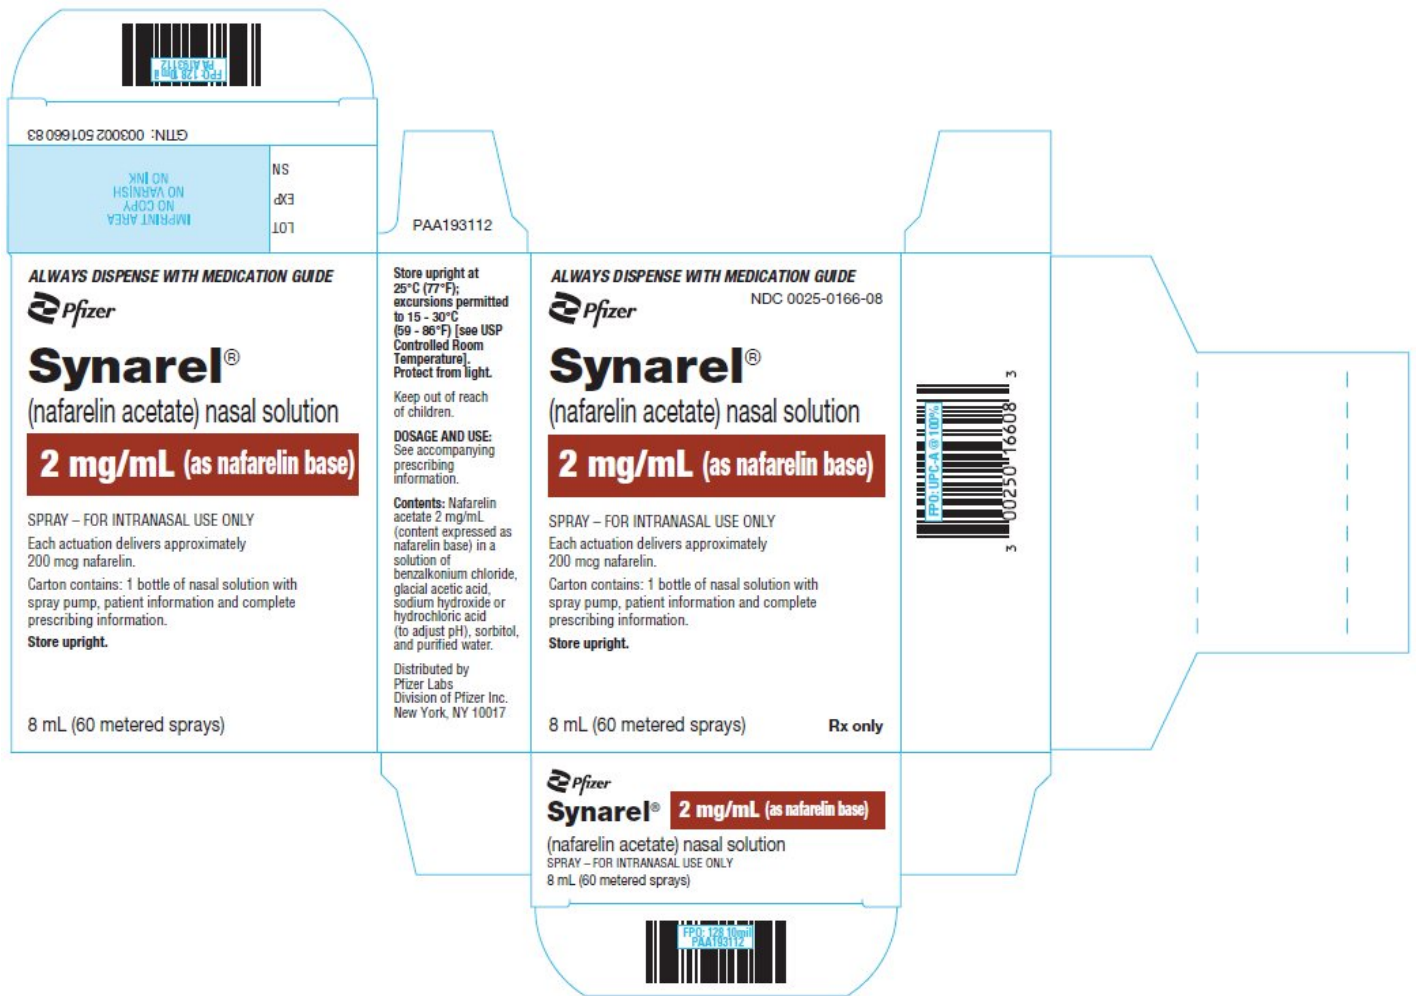 FPO: 128 10mil
PAA193112
GTIN: 00300250166083
SN
EXP
LOT
IMPRINT AREA
NO COPY
NO VARNISH
NO INK
PAA193112
ALWAYS DISPENSE WITH MEDICATION GUIDE
Pfizer
Synarel®
(nafarelin acetate) nasal solution
2 mg/mL (as nafarelin base)
SPRAY – FOR INTRANASAL USE ONLY
Each actuation delivers approximately
200 mcg nafarelin.
Carton contains: 1 bottle of nasal solution with
spray pump, patient information and complete
prescribing information.
Store upright.
8 mL (60 metered sprays)
Store upright at
25°C (77°F);
excursions permitted
to 15 - 30°C
(59 - 86°F) [see USP
Controlled Room
Temperature].
Protect from light.
Keep out of reach
of children.
DOSAGE AND USE:
See accompanying
prescribing
information.
Contents: Nafarelin
acetate 2 mg/mL
(content expressed as
nafarelin base) in a
solution of
benzalkonium chloride,
glacial acetic acid,
sodium hydroxide or
hydrochloric acid
(to adjust pH), sorbitol,
and purified water.
Distributed by
Pfizer Labs
Division of Pfizer Inc.
New York, NY 10017
ALWAYS DISPENSE WITH MEDICATION GUIDE
NDC 0025-0166-08
Pfizer
Synarel®
(nafarelin acetate) nasal solution
2 mg/mL (as nafarelin base)
SPRAY – FOR INTRANASAL USE ONLY
Each actuation delivers approximately
200 mcg nafarelin.
Carton contains: 1 bottle of nasal solution with
spray pump, patient information and complete
prescribing information.
Store upright.
8 mL (60 metered sprays)
Rx only
FPO: UPC-A @ 100%
3 00250 16608 3
Pfizer
Synarel® 2 mg/mL (as nafarelin base)
(nafarelin acetate) nasal solution
SPRAY – FOR INTRANASAL USE ONLY
8 mL (60 metered sprays)
FPO: 128 10mil
PAA193112